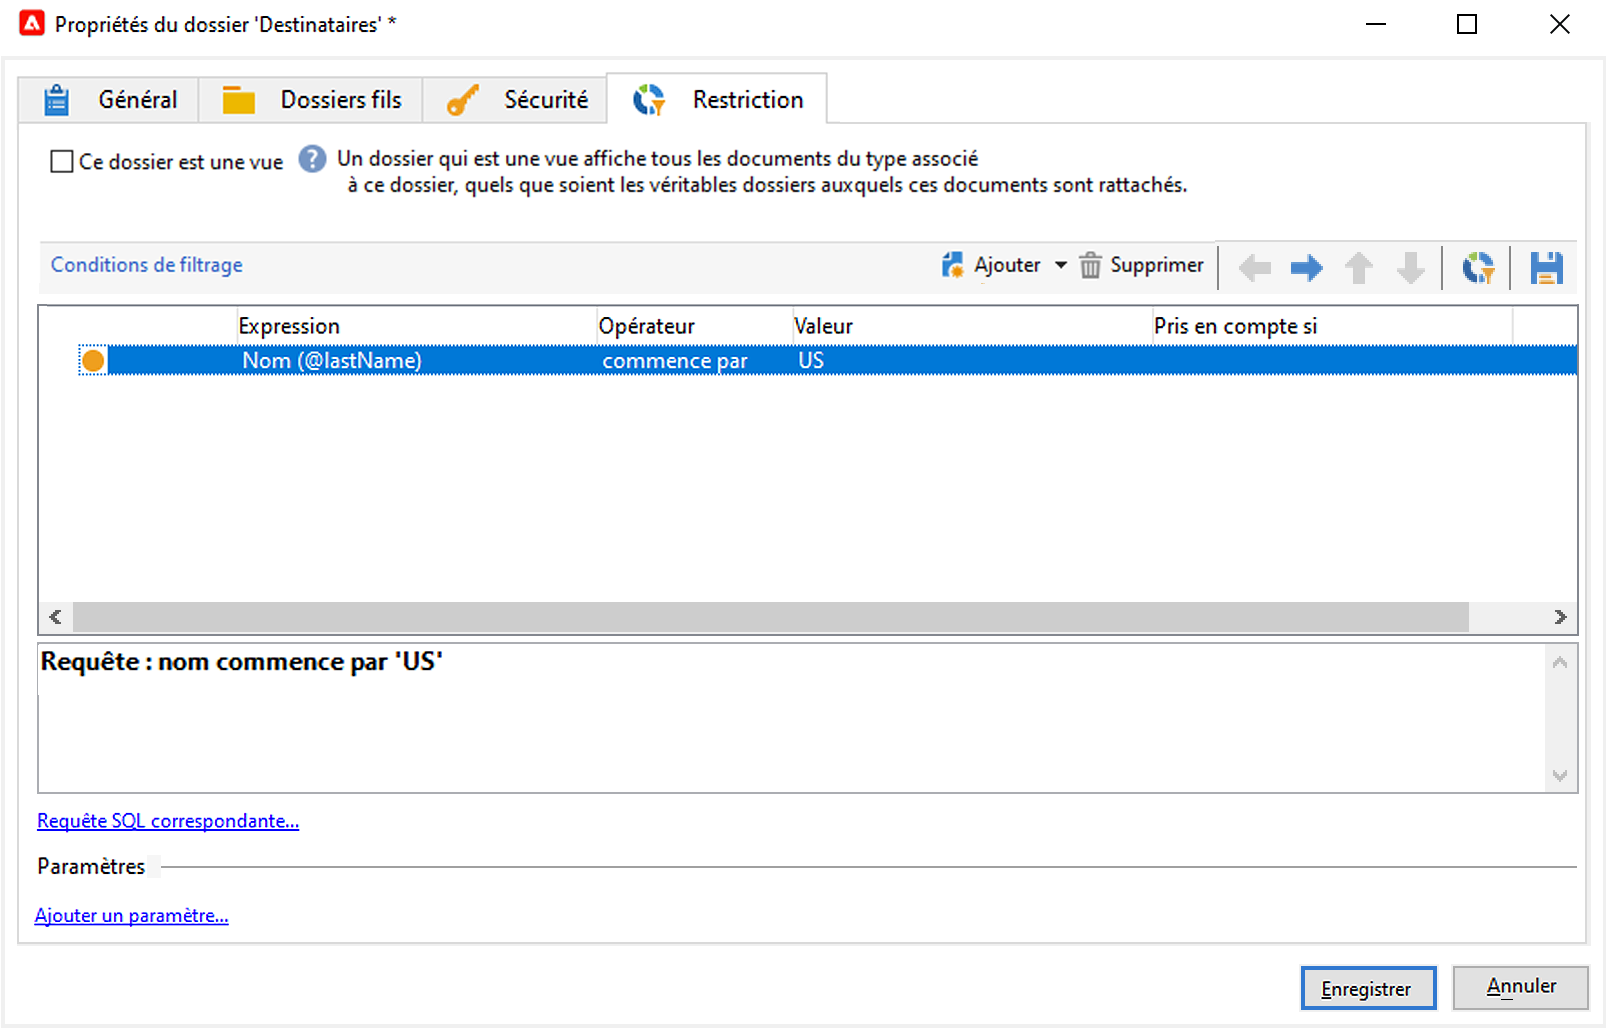 Propriétés du dossier 'Destinataires' *
Général
Dossiers fils
Sécurité
Restriction
Ce dossier est une vue
? Un dossier qui est une vue affiche tous les documents du type associé
à ce dossier, quels que soient les véritables dossiers auxquels ces documents sont rattachés.
Conditions de filtrage
Ajouter
Supprimer
Expression Opérateur Valeur Pris en compte si
Nom (@lastName) commence par US
Requête : nom commence par 'US'
Requête SQL correspondante...
Paramètres
Ajouter un paramètre...
Enregistrer
Annuler